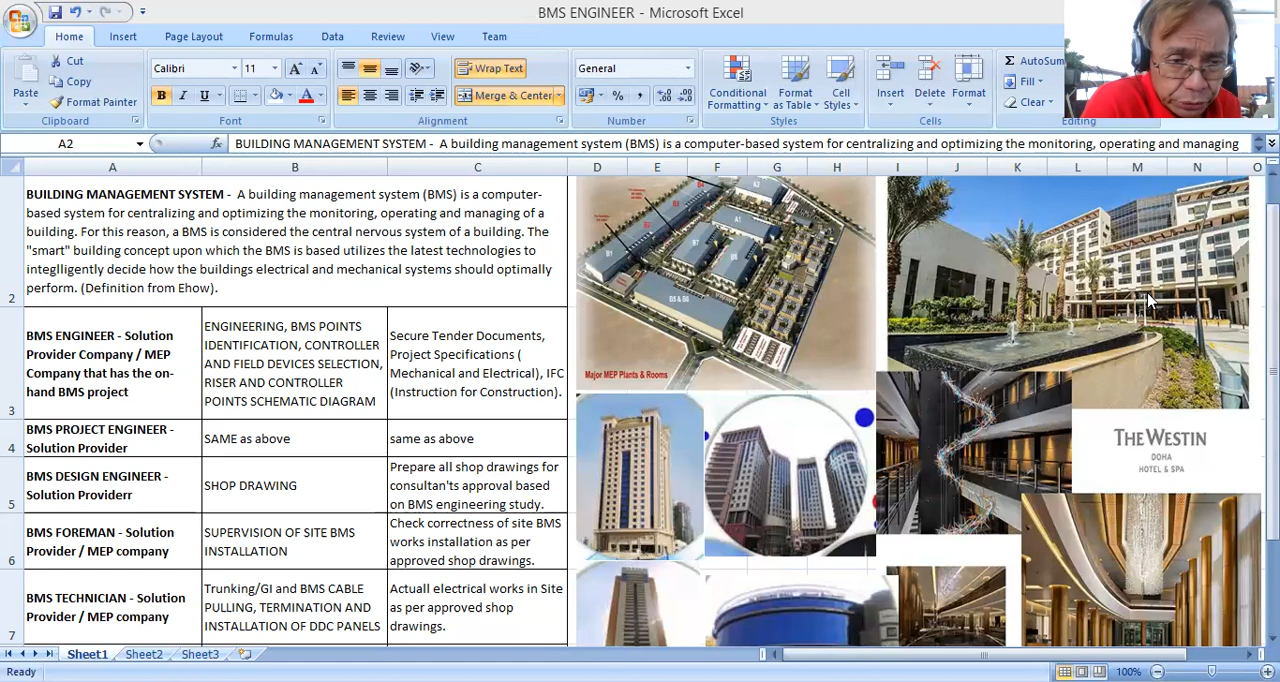 BMS ENGINEER - Microsoft Excel
Home Insert Page Layout Formulas Data Review View Team
Paste
Cut
Copy
Format Painter
Clipboard
Calibri 11
B I U
Font
Wrap Text
Merge & Center
Alignment
General
Number
Conditional Formatting
Format as Table
Cell Styles
Styles
Insert Delete Format
Cells
AutoSum
Fill
Clear
Editing
A2 fx BUILDING MANAGEMENT SYSTEM - A building management system (BMS) is a computer-based system for centralizing and optimizing the monitoring, operating and managing
A B C D E F G H I J K L M N O
BUILDING MANAGEMENT SYSTEM - A building management system (BMS) is a computer-
based system for centralizing and optimizing the monitoring, operating and managing of a
building. For this reason, a BMS is considered the central nervous system of a building. The
"smart" building concept upon which the BMS is based utilizes the latest technologies to
integlligently decide how the buildings electrical and mechanical systems should optimally
2 perform. (Definition from Ehow).
BMS ENGINEER - Solution
Provider Company / MEP
Company that has the on-
hand BMS project
ENGINEERING, BMS POINTS
IDENTIFICATION, CONTROLLER
AND FIELD DEVICES SELECTION,
RISER AND CONTROLLER
POINTS SCHEMATIC DIAGRAM
Secure Tender Documents,
Project Specifications (
Mechanical and Electrical), IFC
(Instruction for Construction).
3
BMS PROJECT ENGINEER -
Solution Provider
SAME as above
same as above
4
BMS DESIGN ENGINEER -
Solution Providerr
SHOP DRAWING
Prepare all shop drawings for
consultan'ts approval based
on BMS engineering study.
5
BMS FOREMAN - Solution
Provider / MEP company
SUPERVISION OF SITE BMS
INSTALLATION
Check correctness of site BMS
works installation as per
approved shop drawings.
6
BMS TECHNICIAN - Solution
Provider / MEP company
Trunking/GI and BMS CABLE
PULLING, TERMINATION AND
INSTALLATION OF DDC PANELS
Actuall electrical works in Site
as per approved shop
drawings.
7
B4
A2
B3
A1
B2
B7
B8
B1
B5 & B6
Major MEP Plants & Rooms
THE WESTIN
DOHA
HOTEL & SPA
Sheet1 Sheet2 Sheet3
Ready
100%